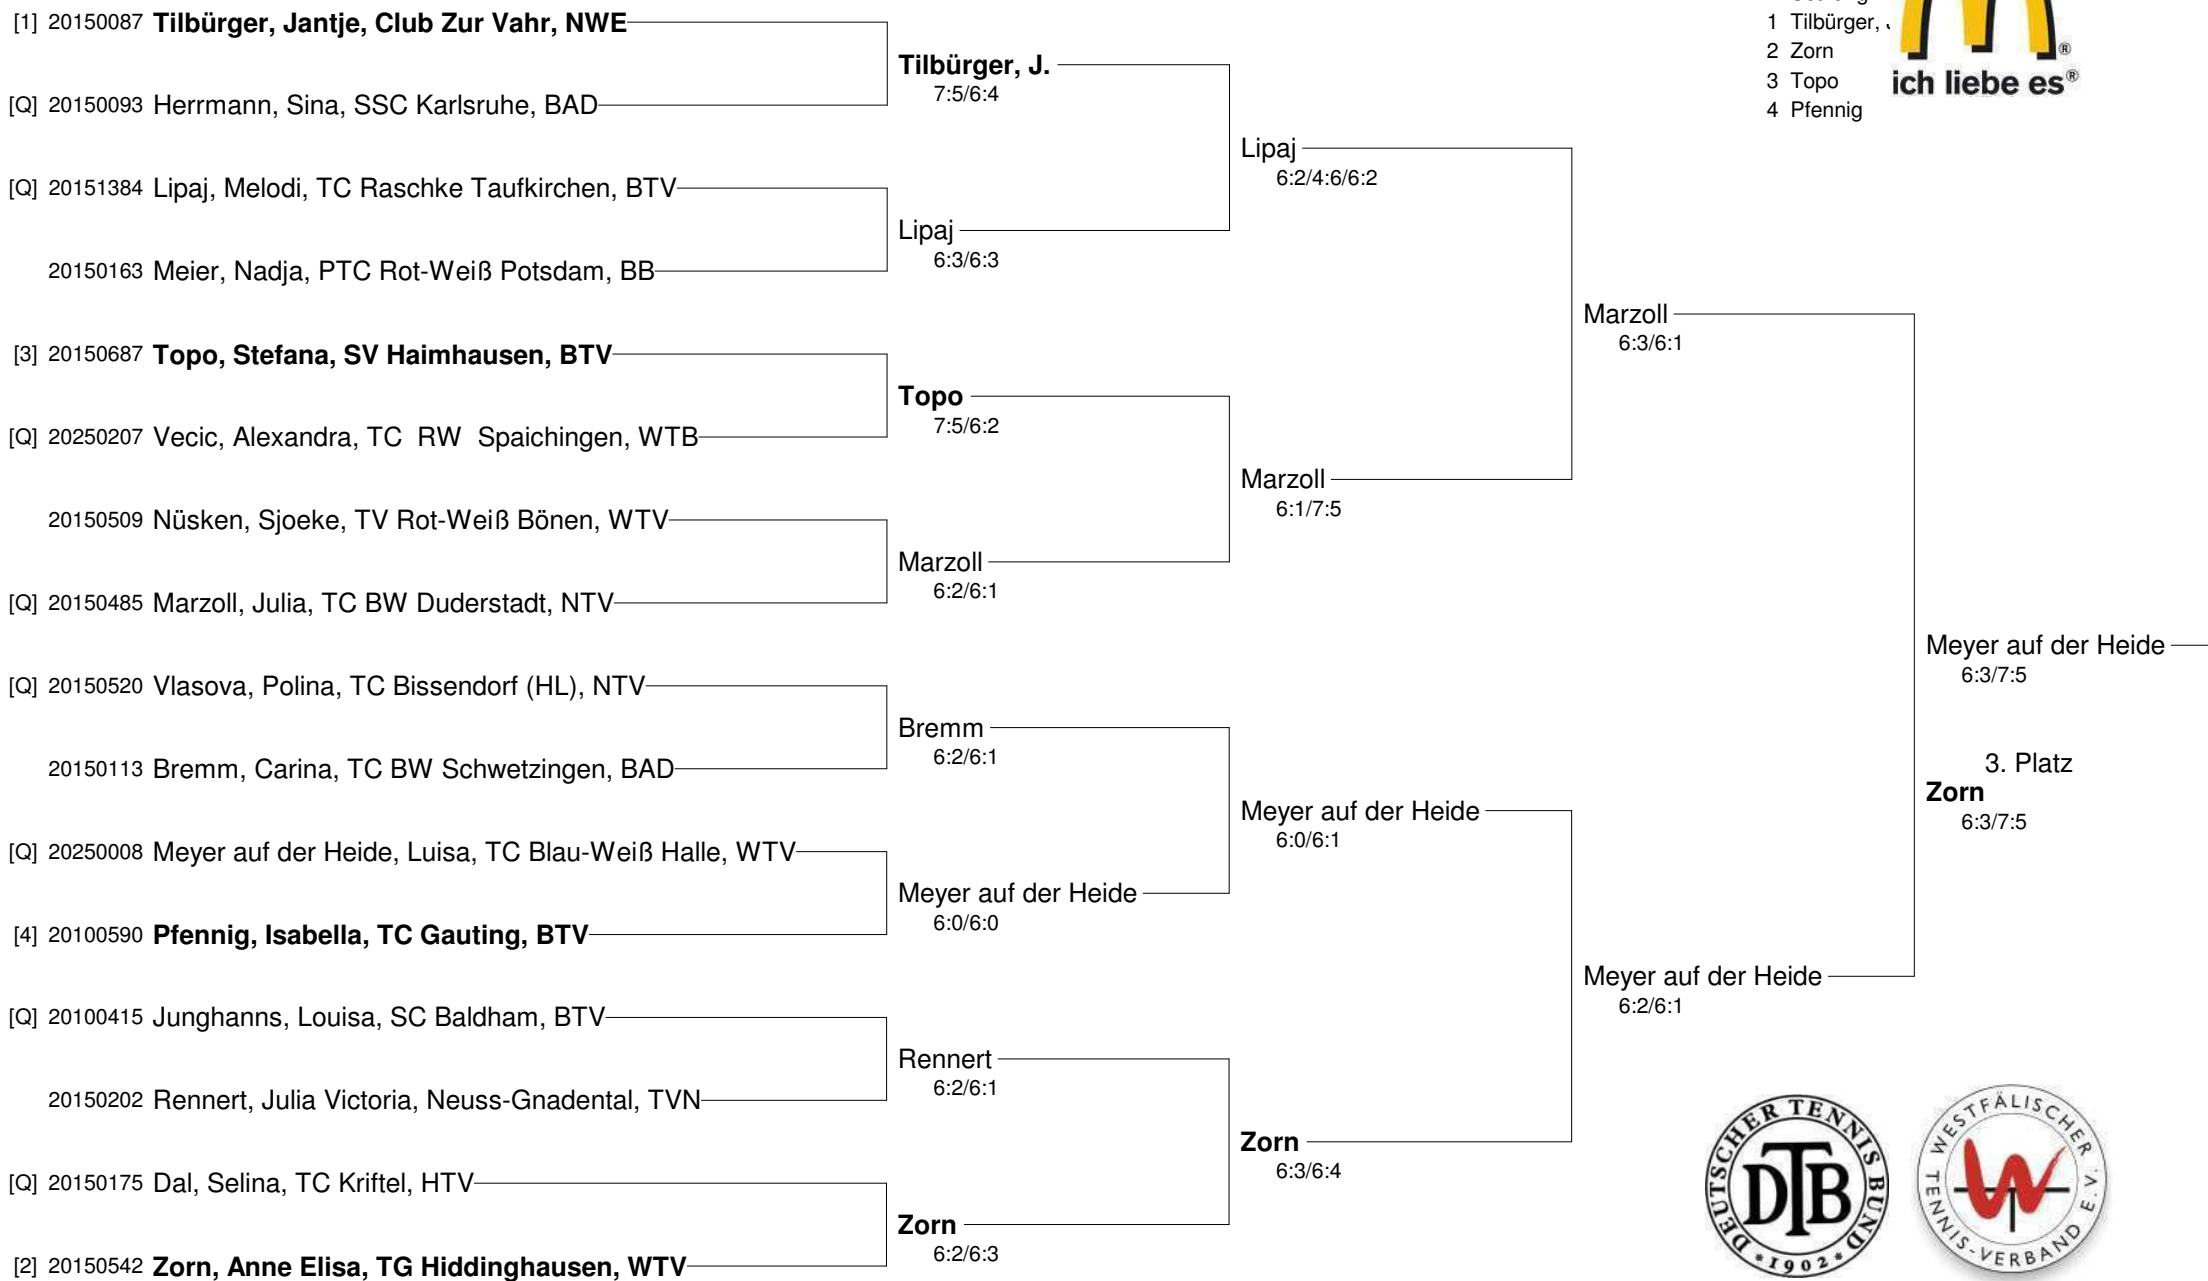 [1] 20150087 Tilbürger, Jantje, Club Zur Vahr, NWE
[Q] 20150093 Herrmann, Sina, SSC Karlsruhe, BAD
[Q] 20151384 Lipaj, Melodi, TC Raschke Taufkirchen, BTV
20150163 Meier, Nadja, PTC Rot-Weiß Potsdam, BB
[3] 20150687 Topo, Stefana, SV Haimhausen, BTV
[Q] 20250207 Vecic, Alexandra, TC RW Spaichingen, WTB
20150509 Nüsken, Sjoeke, TV Rot-Weiß Bönen, WTV
[Q] 20150485 Marzoll, Julia, TC BW Duderstadt, NTV
[Q] 20150520 Vlasova, Polina, TC Bissendorf (HL), NTV
20150113 Bremm, Carina, TC BW Schwetzingen, BAD
[Q] 20250008 Meyer auf der Heide, Luisa, TC Blau-Weiß Halle, WTV
[4] 20100590 Pfennig, Isabella, TC Gauting, BTV
[Q] 20100415 Junghanns, Louisa, SC Baldham, BTV
20150202 Rennert, Julia Victoria, Neuss-Gnadental, TVN
[Q] 20150175 Dal, Selina, TC Kriftel, HTV
[2] 20150542 Zorn, Anne Elisa, TG Hiddinghausen, WTV
Tilbürger, J.
7:5/6:4
Lipaj
6:3/6:3
Topo
7:5/6:2
Marzoll
6:2/6:1
Bremm
6:2/6:1
Meyer auf der Heide
6:0/6:0
Rennert
6:2/6:1
Zorn
6:2/6:3
Lipaj
6:2/4:6/6:2
Marzoll
6:1/7:5
Meyer auf der Heide
6:0/6:1
Zorn
6:3/6:4
Marzoll
6:3/6:1
Meyer auf der Heide
6:2/6:1
Meyer auf der Heide
6:3/7:5
3. Platz
Zorn
6:3/7:5
1 Tilbürger,
2 Zorn
3 Topo
4 Pfennig
ich liebe es®
DEUTSCHER TENNIS BUND
DTB
*1902*
WESTFÄLISCHER
TENNIS-VERBAND E.V.